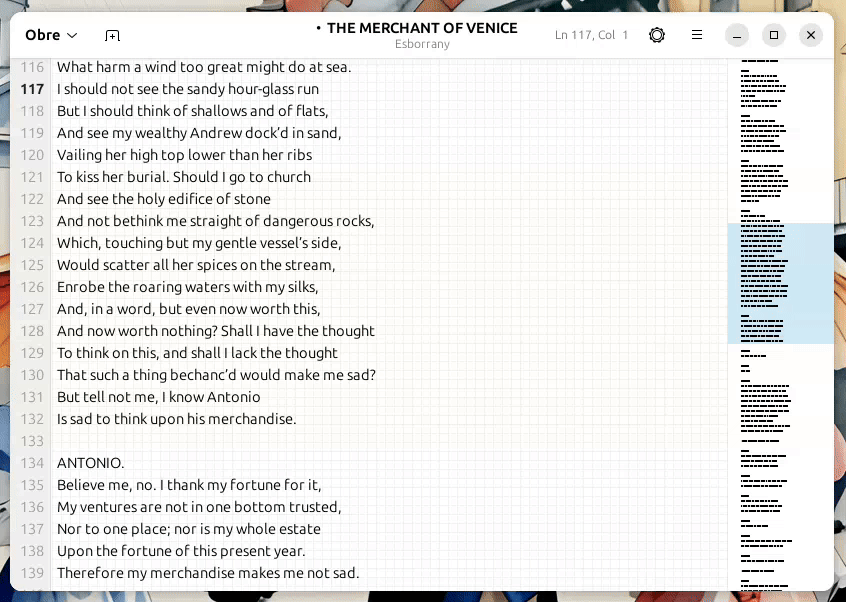 Obre
• THE MERCHANT OF VENICE
Esborrany
Ln 117, Col 1
116 What harm a wind too great might do at sea.
117 I should not see the sandy hour-glass run
118 But I should think of shallows and of flats,
119 And see my wealthy Andrew dock’d in sand,
120 Vailing her high top lower than her ribs
121 To kiss her burial. Should I go to church
122 And see the holy edifice of stone
123 And not bethink me straight of dangerous rocks,
124 Which, touching but my gentle vessel’s side,
125 Would scatter all her spices on the stream,
126 Enrobe the roaring waters with my silks,
127 And, in a word, but even now worth this,
128 And now worth nothing? Shall I have the thought
129 To think on this, and shall I lack the thought
130 That such a thing bechanc’d would make me sad?
131 But tell not me, I know Antonio
132 Is sad to think upon his merchandise.
133
134 ANTONIO.
135 Believe me, no. I thank my fortune for it,
136 My ventures are not in one bottom trusted,
137 Nor to one place; nor is my whole estate
138 Upon the fortune of this present year.
139 Therefore my merchandise makes me not sad.